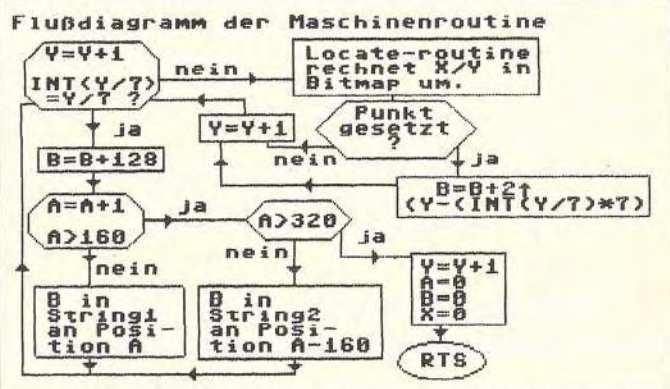 Flußdiagramm der Maschinenroutine
Y=Y+1
INT(Y/7)
=Y/7 ?
nein
Locate-routine
rechnet X/Y in
Bitmap um.
ja
Y=Y+1
Punkt
gesetzt
?
nein
ja
B=B+128
B=B+2↑
(Y-(INT(Y/7)*7)
A=A+1
A>160
ja
A>320
ja
nein
nein
B in
String1
an Posi-
tion A
B in
String2
an Posi-
tion A-160
Y=Y+1
A=0
B=0
X=0
RTS